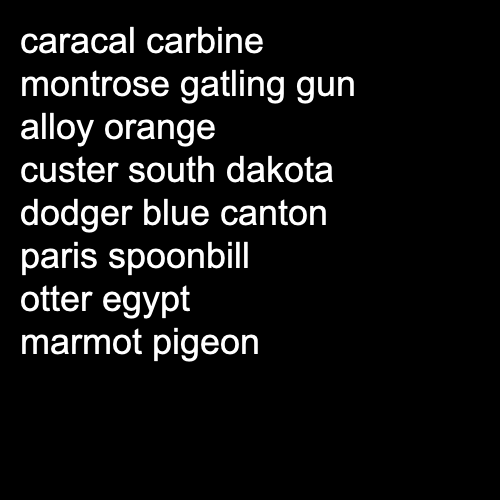 caracal carbine
montrose gatling gun
alloy orange
custer south dakota
dodger blue canton
paris spoonbill
otter egypt
marmot pigeon